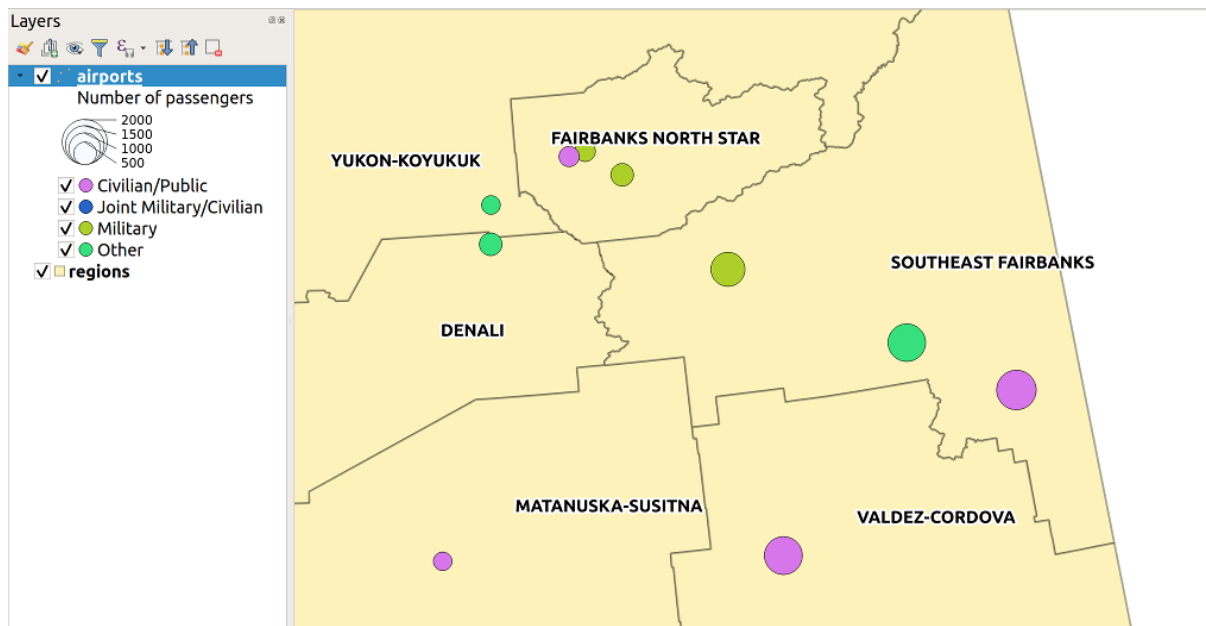 Layers
airports
Number of passengers
2000
1500
1000
500
Civilian/Public
Joint Military/Civilian
Military
Other
regions
FAIRBANKS NORTH STAR
YUKON-KOYUKUK
SOUTHEAST FAIRBANKS
DENALI
MATANUSKA-SUSITNA
VALDEZ-CORDOVA